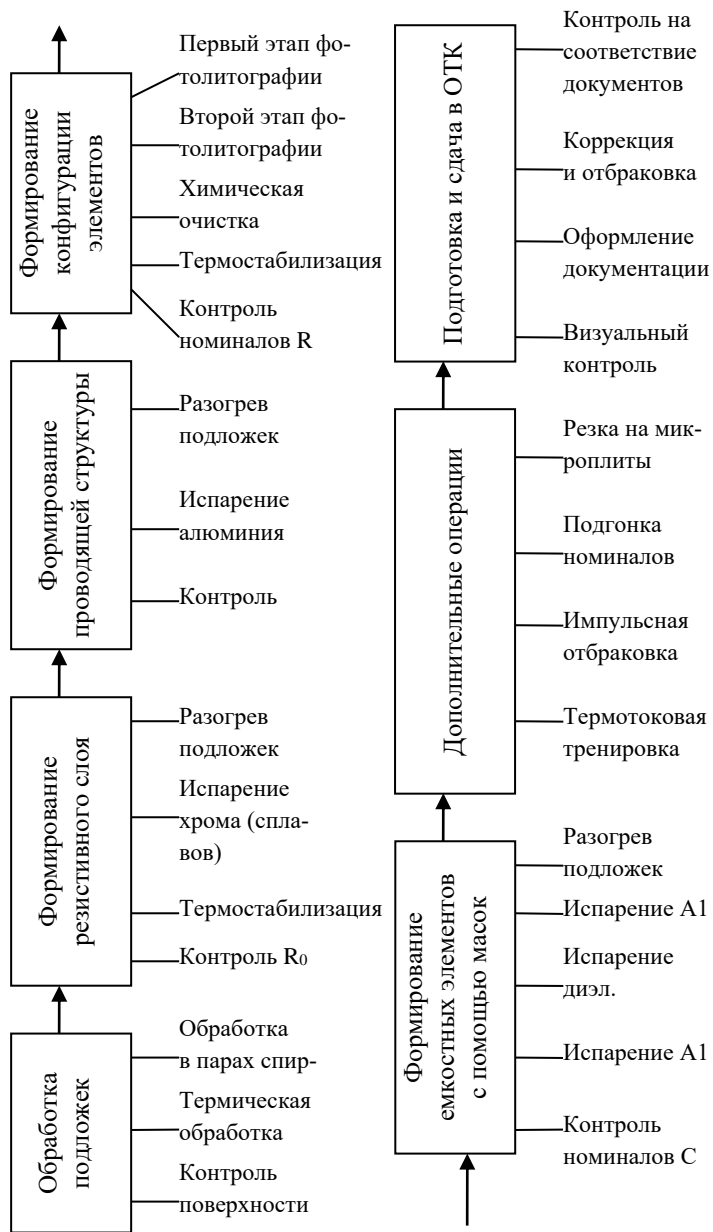 Формирование
конфигурации
элементов
Первый этап фо-
толитографии
Второй этап фо-
толитографии
Химическая
очистка
Термостабилизация
Контроль
номиналов R
Формирование
проводящей структуры
Разогрев
подложек
Испарение
алюминия
Контроль
Формирование
резистивного слоя
Разогрев
подложек
Испарение
хрома (спла-
вов)
Термостабилизация
Контроль R₀
Обработка
подложек
Обработка
в парах спир-
Термическая
обработка
Контроль
поверхности
Подготовка и сдача в ОТК
Контроль на
соответствие
документов
Коррекция
и отбраковка
Оформление
документации
Визуальный
контроль
Дополнительные операции
Резка на мик-
роплиты
Подгонка
номиналов
Импульсная
отбраковка
Термотоковая
тренировка
Формирование
емкостных элементов
с помощью масок
Разогрев
подложек
Испарение А1
Испарение
диэл.
Испарение А1
Контроль
номиналов С